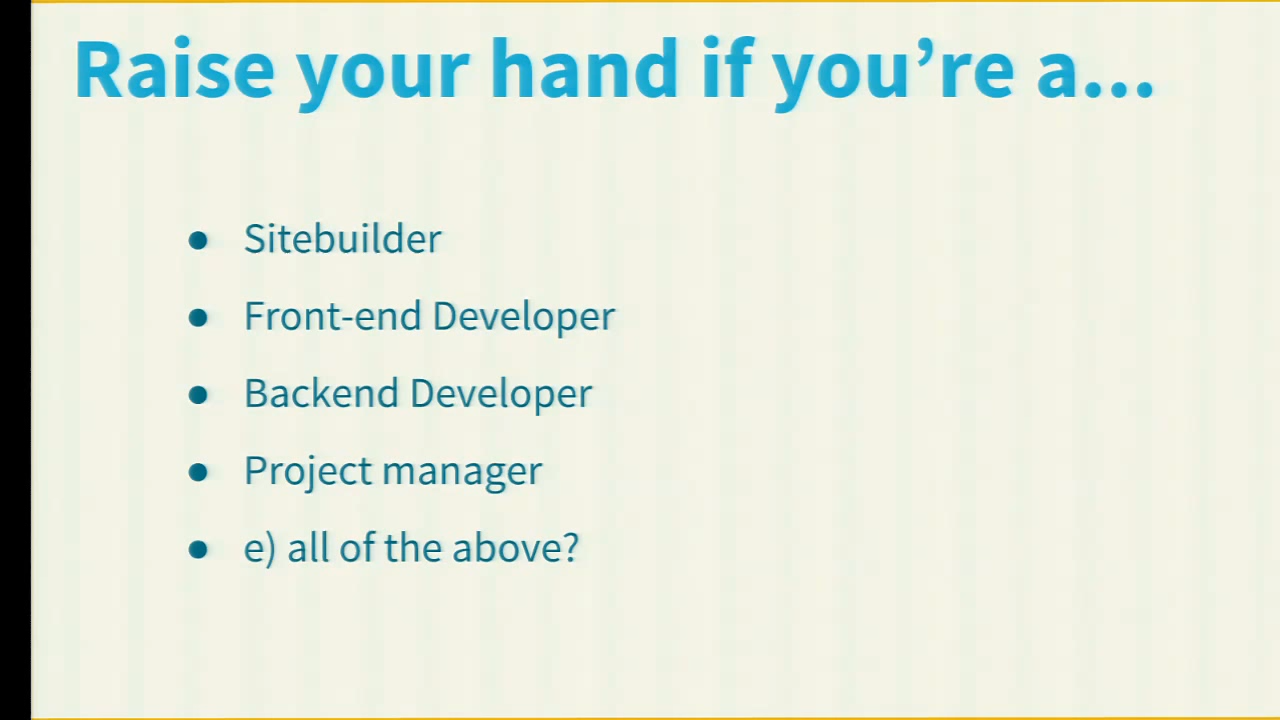 Raise your hand if you’re a...
● Sitebuilder
● Front-end Developer
● Backend Developer
● Project manager
● e) all of the above?